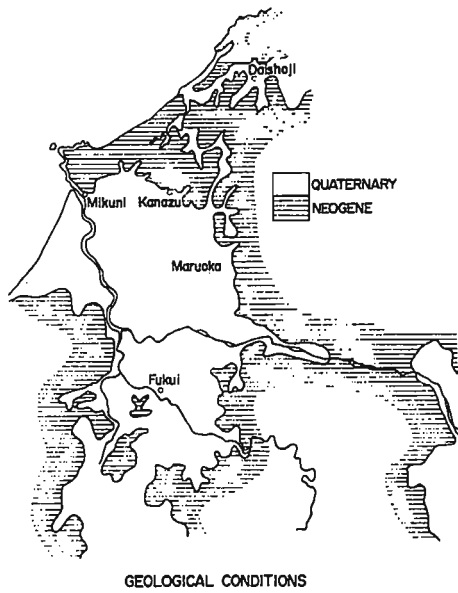 Daishoji
QUATERNARY
NEOGENE
Mikuni
Kanazu
Maruoka
Fukui
GEOLOGICAL CONDITIONS